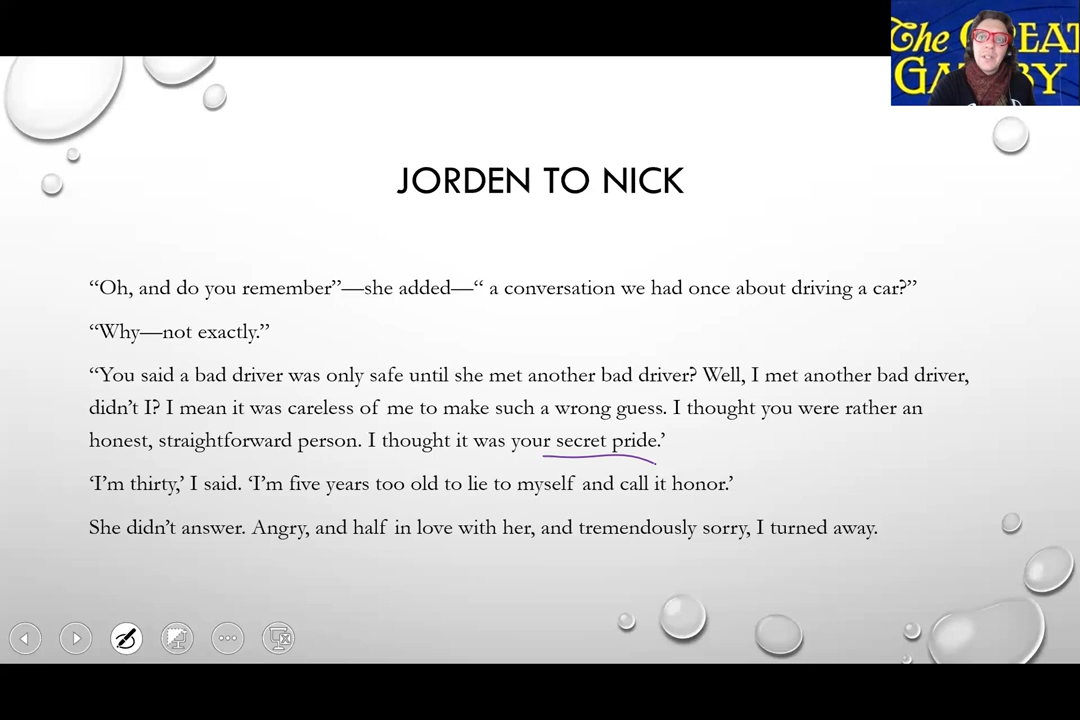 The GREAT
GATSBY
JORDEN TO NICK
“Oh, and do you remember”—she added—“ a conversation we had once about driving a car?”
“Why—not exactly.”
“You said a bad driver was only safe until she met another bad driver? Well, I met another bad driver,
didn’t I? I mean it was careless of me to make such a wrong guess. I thought you were rather an
honest, straightforward person. I thought it was your secret pride.’
‘I’m thirty,’ I said. ‘I’m five years too old to lie to myself and call it honor.’
She didn’t answer. Angry, and half in love with her, and tremendously sorry, I turned away.